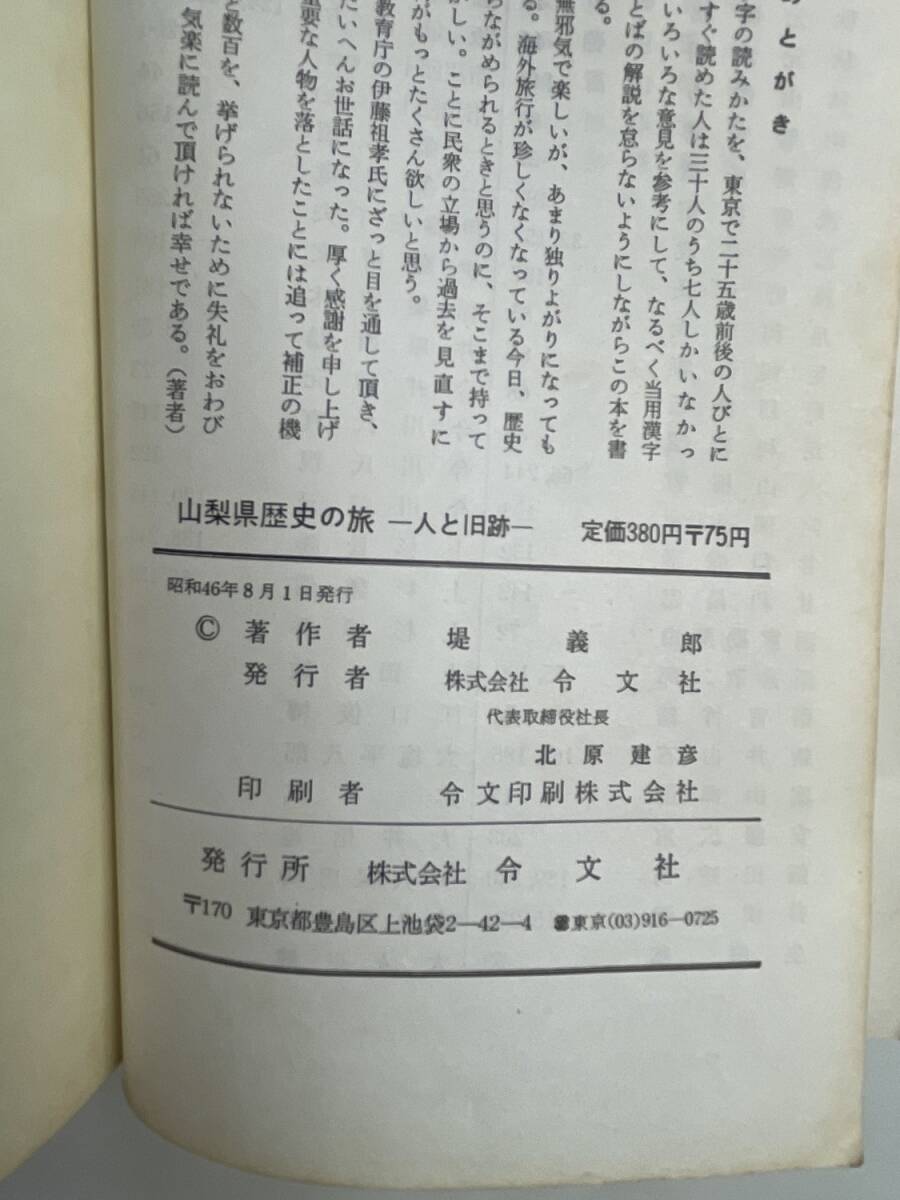 あとがき
字の読みかたを、東京で二十五歳前後の人びとに
すぐ読めた人は三十人のうち七人しかいなかっ
いろいろな意見を参考にして、なるべく当用漢字
とばの解説を怠らないようにしながらこの本を書
る。
無邪気で楽しいが、あまり独りよがりになっても
る。海外旅行が珍しくなくなっている今日、歴史
らながめられるときと思うのに、そこまで持って
かしい。ことに民衆の立場から過去を見直すに
がもっとたくさん欲しいと思う。
教育庁の伊藤祖孝氏にざっと目を通して頂き、
たいへんお世話になった。厚く感謝を申し上げ
重要な人物を落としたことには追って補正の機
と数百を、挙げられないために失礼をおわび
気楽に読んで頂ければ幸せである。（著者）
山梨県歴史の旅 —人と旧跡— 定価380円〒75円
昭和46年8月1日発行
© 著作者 堤義郎
発行者 株式会社 令文社
代表取締役社長
北原建彦
印刷者 令文印刷株式会社
発行所 株式会社 令文社
〒170 東京都豊島区上池袋2—42—4 東京(03)916—0725